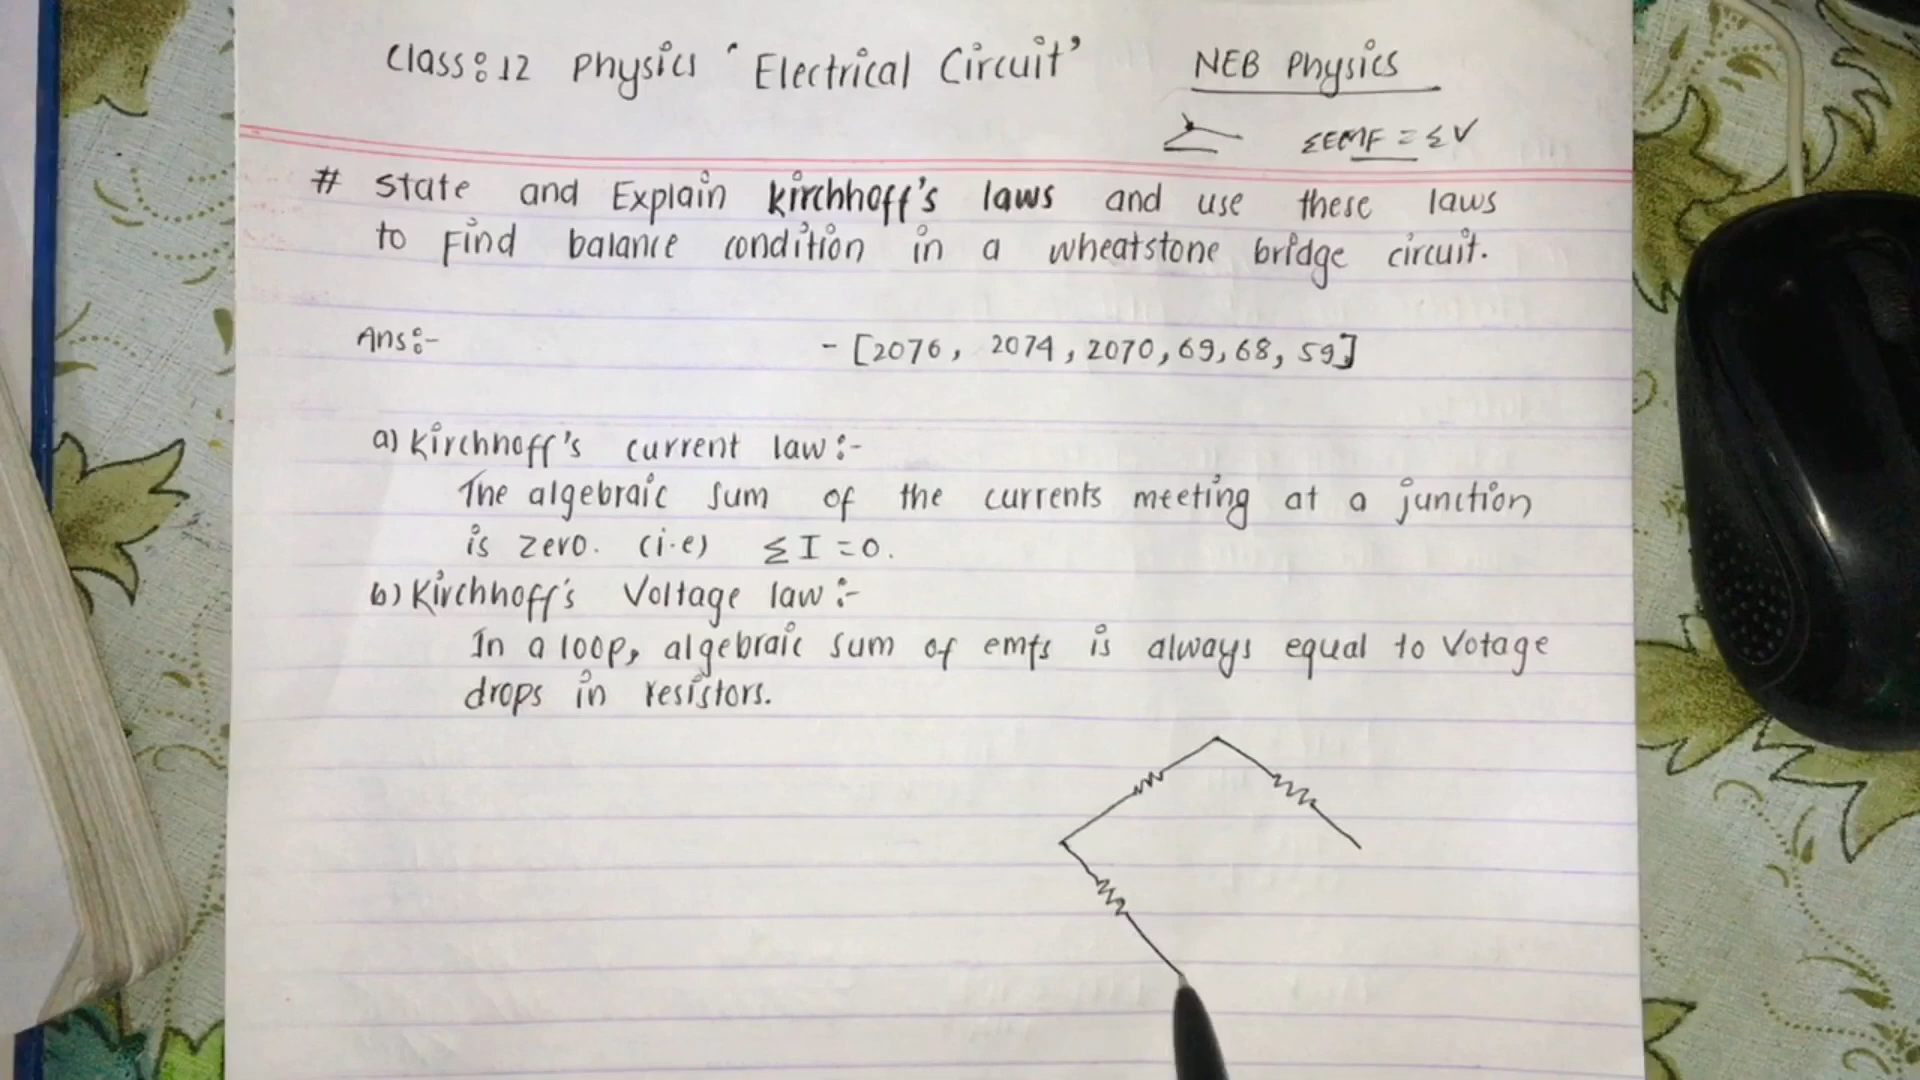 Class: 12 Physics 'Electrical Circuit' NEB Physics
ΣEMF = ΣV
# State and Explain Kirchhoff's laws and use these laws
to Find balance condition in a wheatstone bridge circuit.
Ans:- - [2076, 2074, 2070, 69, 68, 59]
a) Kirchhoff's current law :-
The algebraic sum of the currents meeting at a junction
is zero. (i.e) ΣI = 0.
b) Kirchhoff's Voltage law :-
In a loop, algebraic sum of emfs is always equal to Votage
drops in resistors.